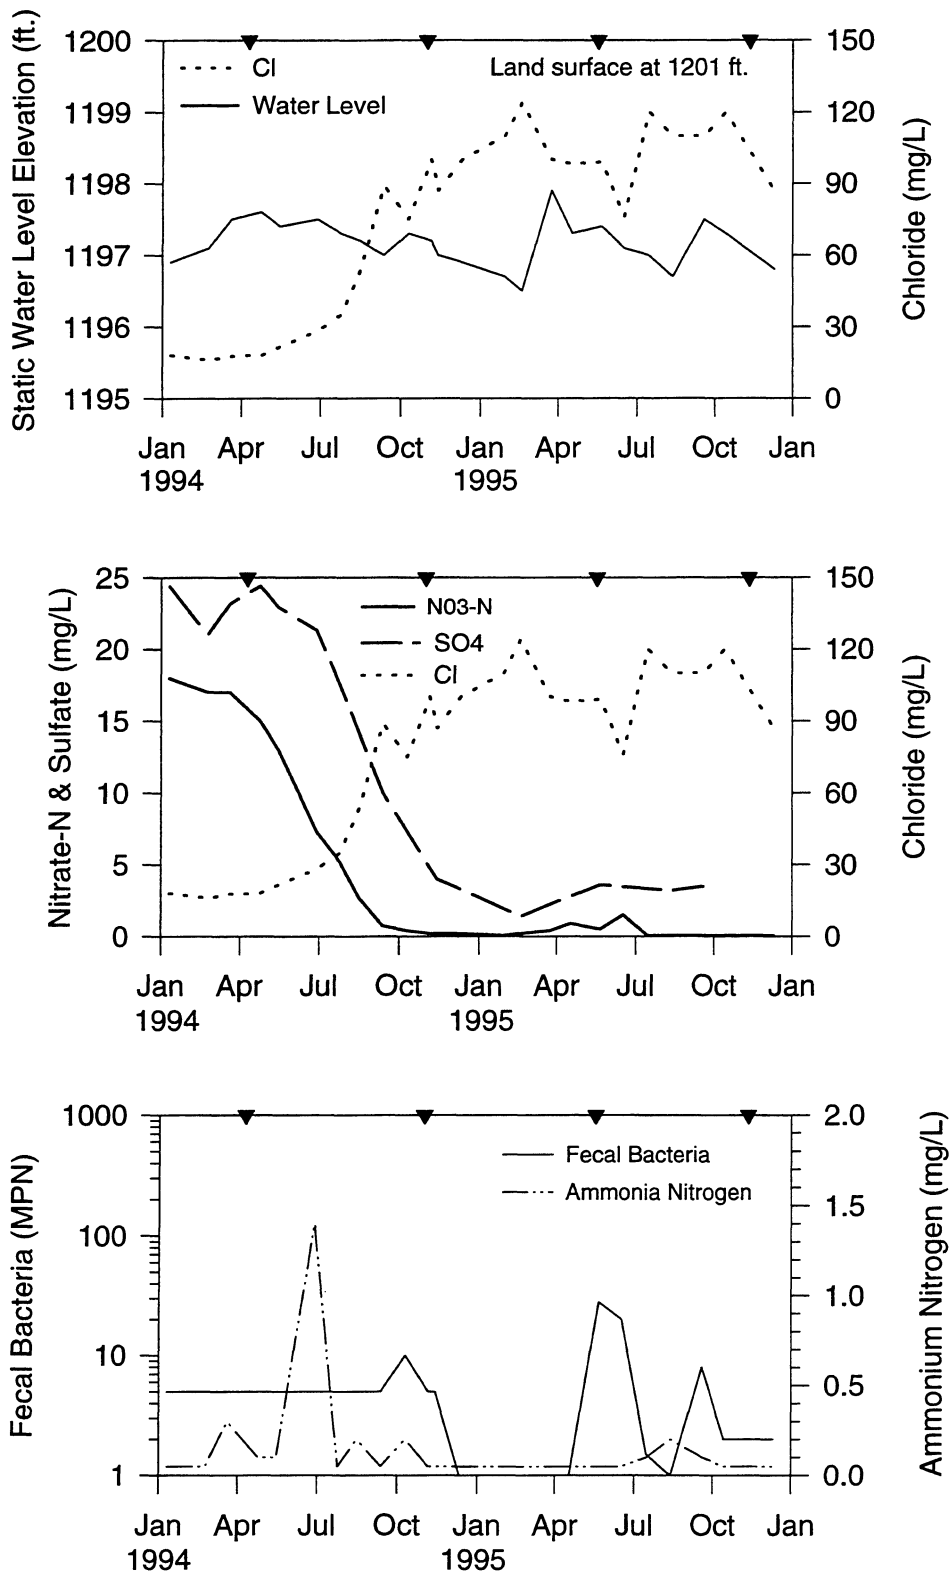 1200
1199
1198
1197
1196
1195
Static Water Level Elevation (ft.)
Cl
Water Level
Land surface at 1201 ft.
150
120
90
60
30
0
Chloride (mg/L)
Jan Apr Jul Oct Jan Apr Jul Oct Jan
1994 1995
25
20
15
10
5
0
Nitrate-N & Sulfate (mg/L)
N03-N
SO4
Cl
150
120
90
60
30
0
Chloride (mg/L)
Jan Apr Jul Oct Jan Apr Jul Oct Jan
1994 1995
1000
100
10
1
Fecal Bacteria (MPN)
Fecal Bacteria
Ammonia Nitrogen
2.0
1.5
1.0
0.5
0.0
Ammonium Nitrogen (mg/L)
Jan Apr Jul Oct Jan Apr Jul Oct Jan
1994 1995